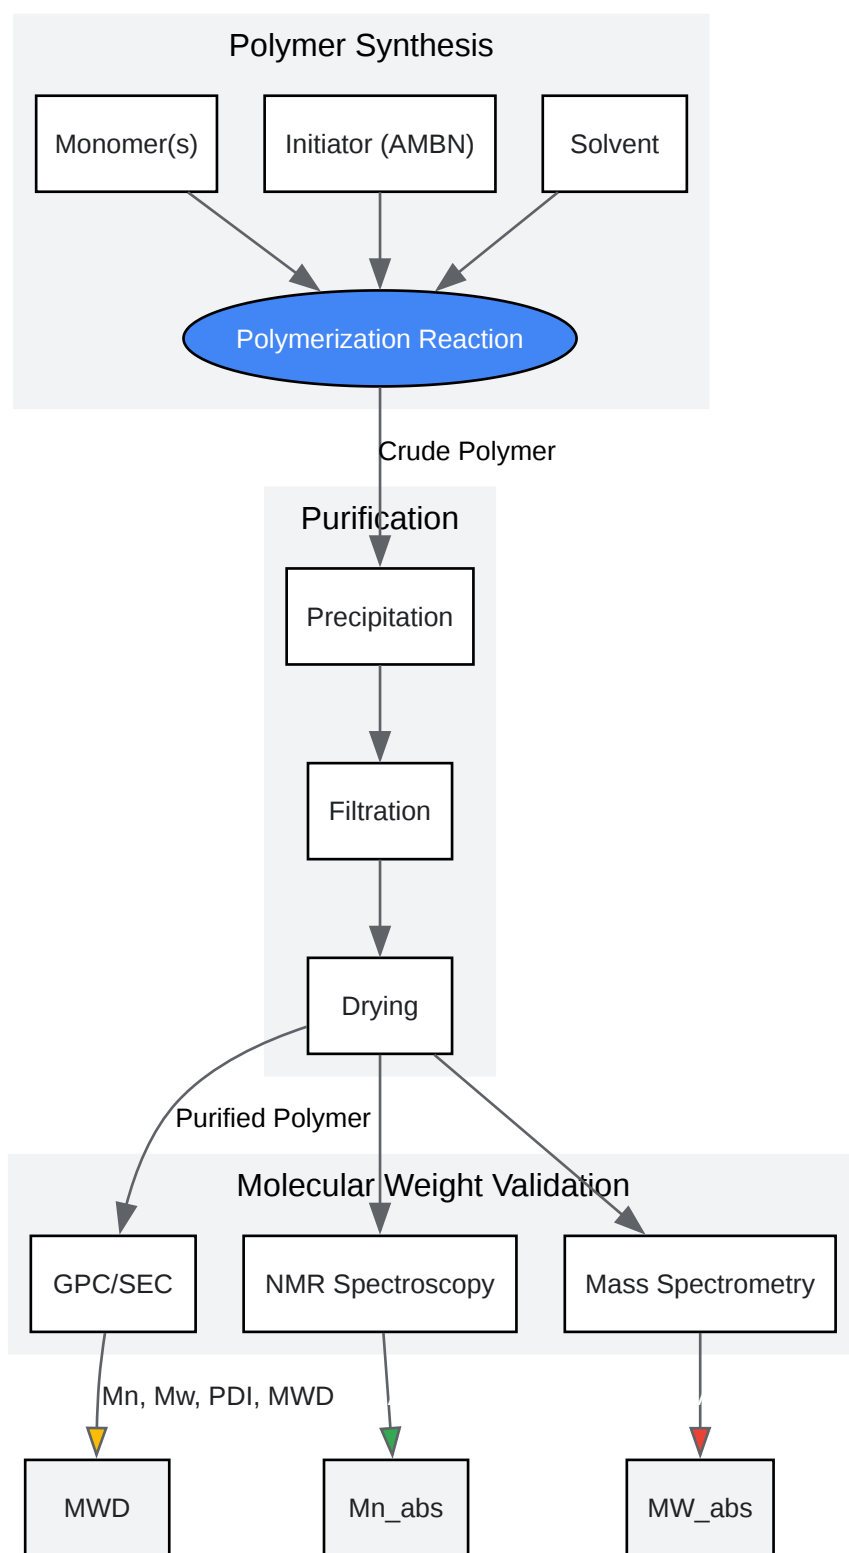 Polymer Synthesis
Monomer(s)
Initiator (AMBN)
Solvent
Polymerization Reaction
Crude Polymer
Purification
Precipitation
Filtration
Drying
Purified Polymer
Molecular Weight Validation
GPC/SEC
NMR Spectroscopy
Mass Spectrometry
Mn, Mw, PDI, MWD
MWD
Mn_abs
MW_abs